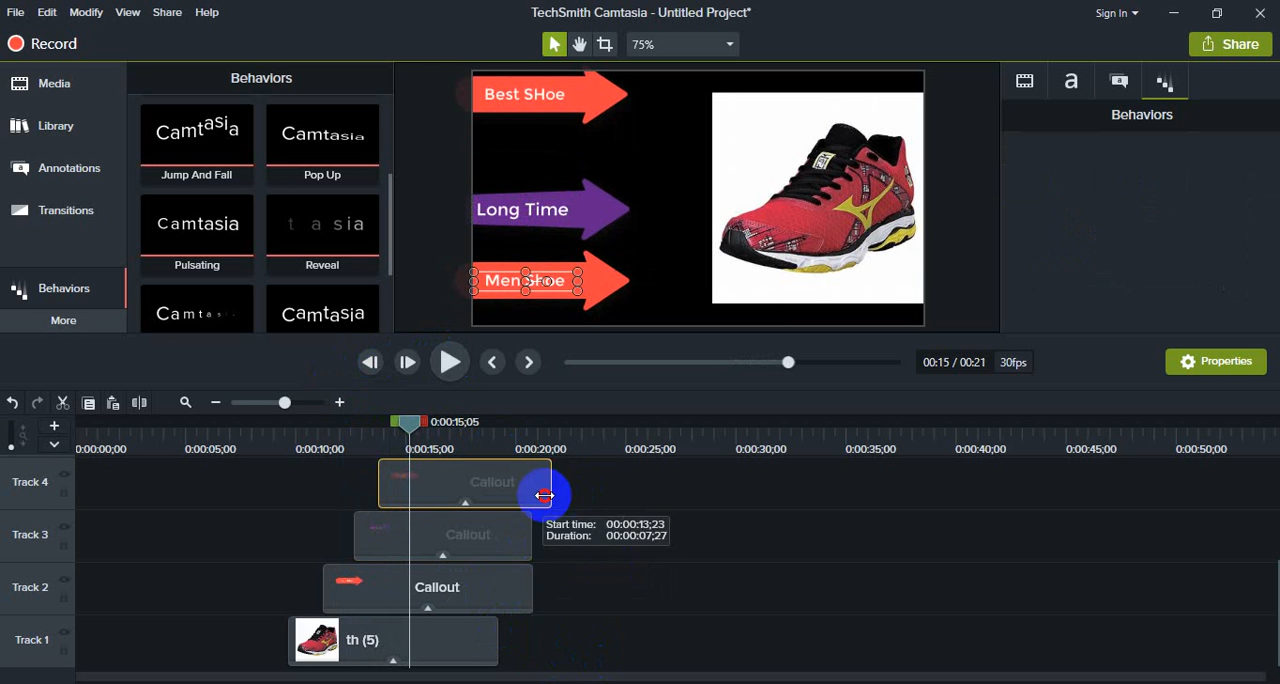 File Edit Modify View Share Help TechSmith Camtasia - Untitled Project* Sign In
Record 75% Share
Media Behaviors a Behaviors
Library Camtasia Camtasia
Annotations Jump And Fall Pop Up
Transitions Camtasia t a s i a
Pulsating Reveal
Behaviors C a m t a s Camtasia
More
Best SHoe
Long Time
Men Shoe
00:15 / 00:21 30fps Properties
0:00:15;05
0:00:00;00 0:00:05;00 0:00:10;00 0:00:15;00 0:00:20;00 0:00:25;00 0:00:30;00 0:00:35;00 0:00:40;00 0:00:45;00 0:00:50;00
Track 4 Callout
Track 3 Callout Start time: 00:00:13;23
Duration: 00:00:07;27
Track 2 Callout
Track 1 th (5)